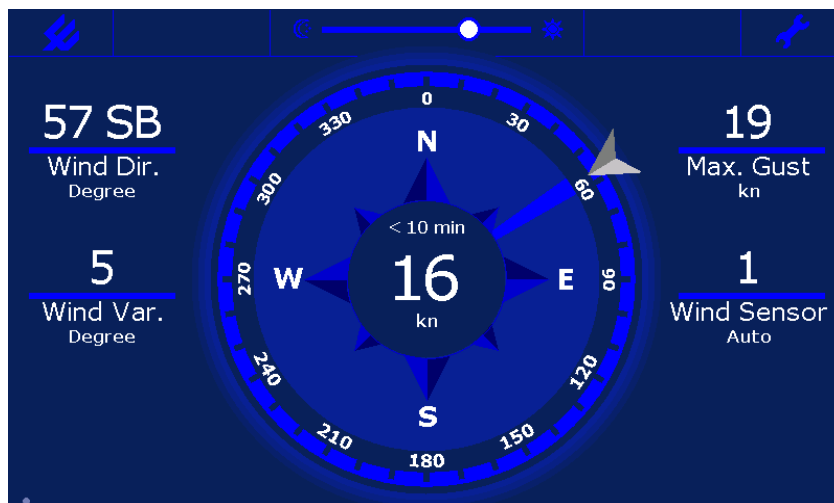 57 SB
Wind Dir.
Degree
5
Wind Var.
Degree
0
30
60
90
120
150
180
210
240
270
300
330
N
E
S
W
< 10 min
16
kn
19
Max. Gust
kn
1
Wind Sensor
Auto